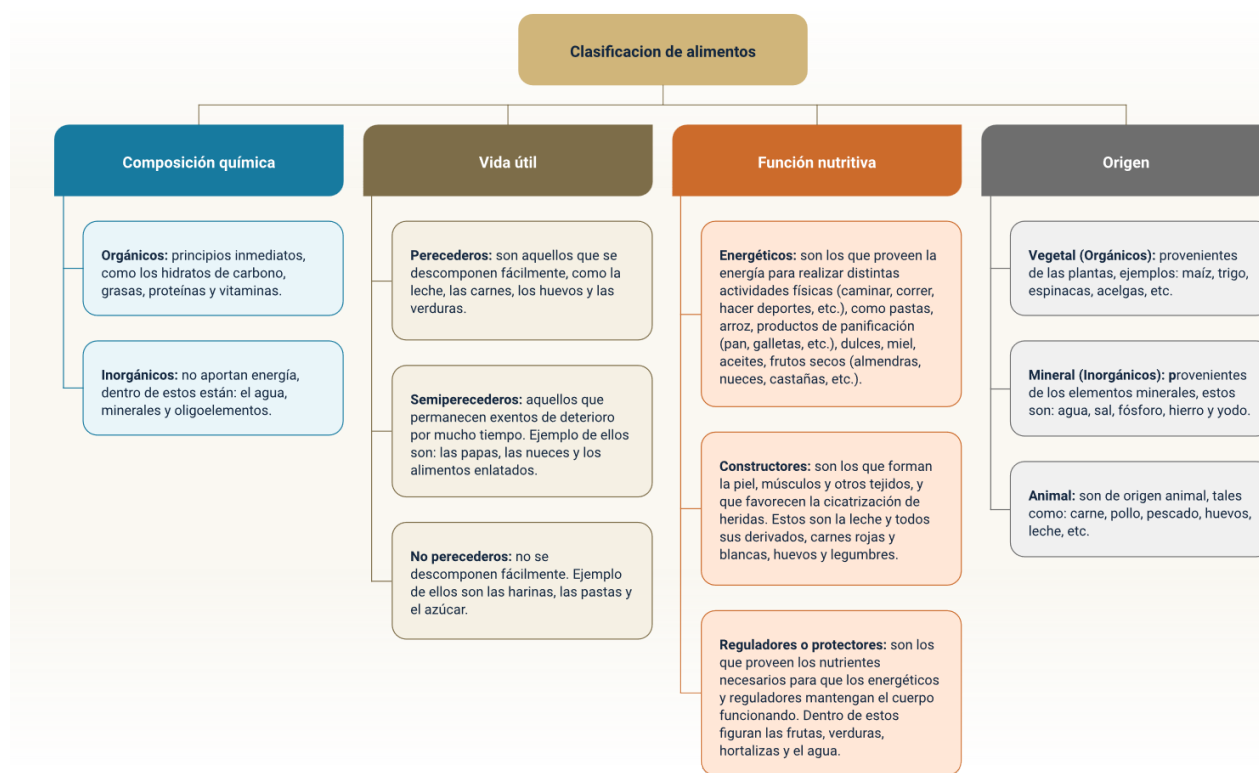 Clasificacion de alimentos
Composición química
Orgánicos: principios inmediatos,
como los hidratos de carbono,
grasas, proteínas y vitaminas.
Inorgánicos: no aportan energía,
dentro de estos están: el agua,
minerales y oligoelementos.
Vida útil
Perecederos: son aquellos que se
descomponen fácilmente, como la
leche, las carnes, los huevos y las
verduras.
Semiperecederos: aquellos que
permanecen exentos de deterioro
por mucho tiempo. Ejemplo de ellos
son: las papas, las nueces y los
alimentos enlatados.
No perecederos: no se
descomponen fácilmente. Ejemplo
de ellos son las harinas, las pastas y
el azúcar.
Función nutritiva
Energéticos: son los que proveen la
energía para realizar distintas
actividades físicas (caminar, correr,
hacer deportes, etc.), como pastas,
arroz, productos de panificación
(pan, galletas, etc.), dulces, miel,
aceites, frutos secos (almendras,
nueces, castañas, etc.).
Constructores: son los que forman
la piel, músculos y otros tejidos, y
que favorecen la cicatrización de
heridas. Estos son la leche y todos
sus derivados, carnes rojas y
blancas, huevos y legumbres.
Reguladores o protectores: son los
que proveen los nutrientes
necesarios para que los energéticos
y reguladores mantengan el cuerpo
funcionando. Dentro de estos
figuran las frutas, verduras,
hortalizas y el agua.
Origen
Vegetal (Orgánicos): provenientes
de las plantas, ejemplos: maíz, trigo,
espinacas, acelgas, etc.
Mineral (Inorgánicos): provenientes
de los elementos minerales, estos
son: agua, sal, fósforo, hierro y yodo.
Animal: son de origen animal, tales
como: carne, pollo, pescado, huevos,
leche, etc.